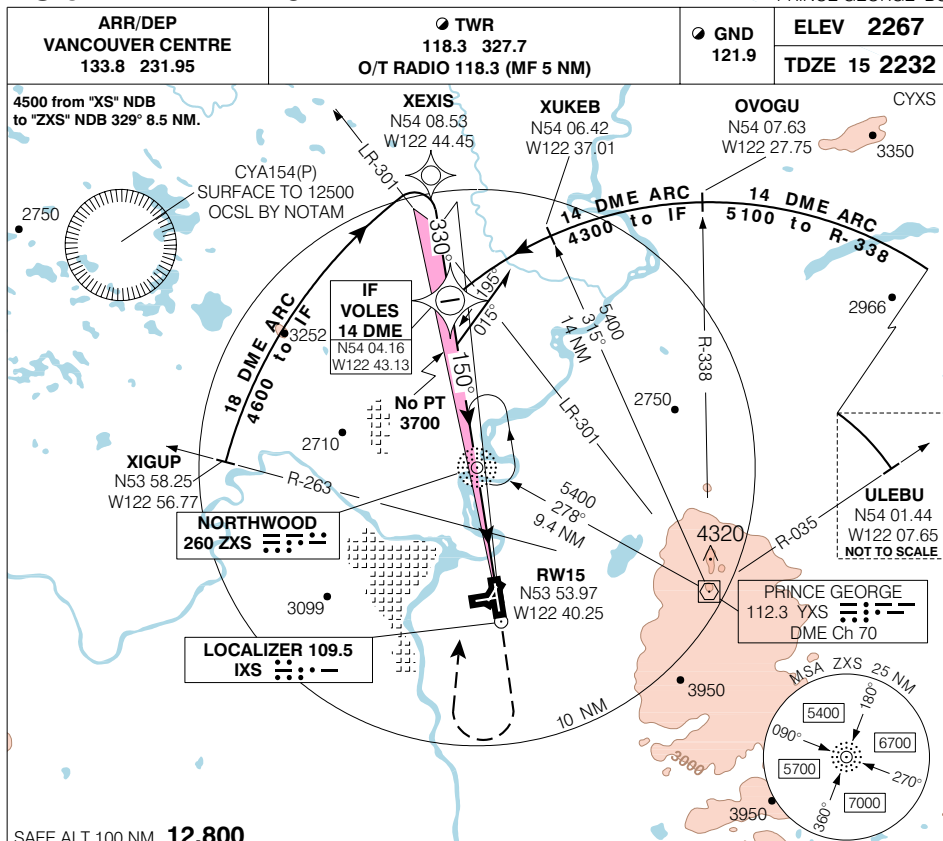 ARR/DEP
VANCOUVER CENTRE
133.8 231.95
TWR
118.3 327.7
O/T RADIO 118.3 (MF 5 NM)
GND
121.9
ELEV 2267
TDZE 15 2232
4500 from "XS" NDB
to "ZXS" NDB 329° 8.5 NM.
CYXS
XEXIS
N54 08.53
W122 44.45
XUKEB
N54 06.42
W122 37.01
OVOGU
N54 07.63
W122 27.75
3350
CYA154(P)
SURFACE TO 12500
OCSL BY NOTAM
2750
LR-301
330°
14 DME ARC
4300 to IF
14 DME ARC
5100 to R-338
18 DME ARC
4600 to IF
3252
IF
VOLES
14 DME
N54 04.16
W122 43.13
195°
015°
5400
315°
14 NM
2966
R-338
150°
No PT
3700
LR-301
2750
2710
XIGUP
N53 58.25
W122 56.77
R-263
5400
278°
9.4 NM
ULEBU
N54 01.44
W122 07.65
NOT TO SCALE
R-035
NORTHWOOD
260 ZXS
4320
RW15
N53 53.97
W122 40.25
PRINCE GEORGE
112.3 YXS
DME Ch 70
3099
LOCALIZER 109.5
IXS
3950
10 NM
3000
3950
MSA ZXS 25 NM
5400
180°
090°
6700
5700
270°
7000
360°
SAFE ALT 100 NM 12,800